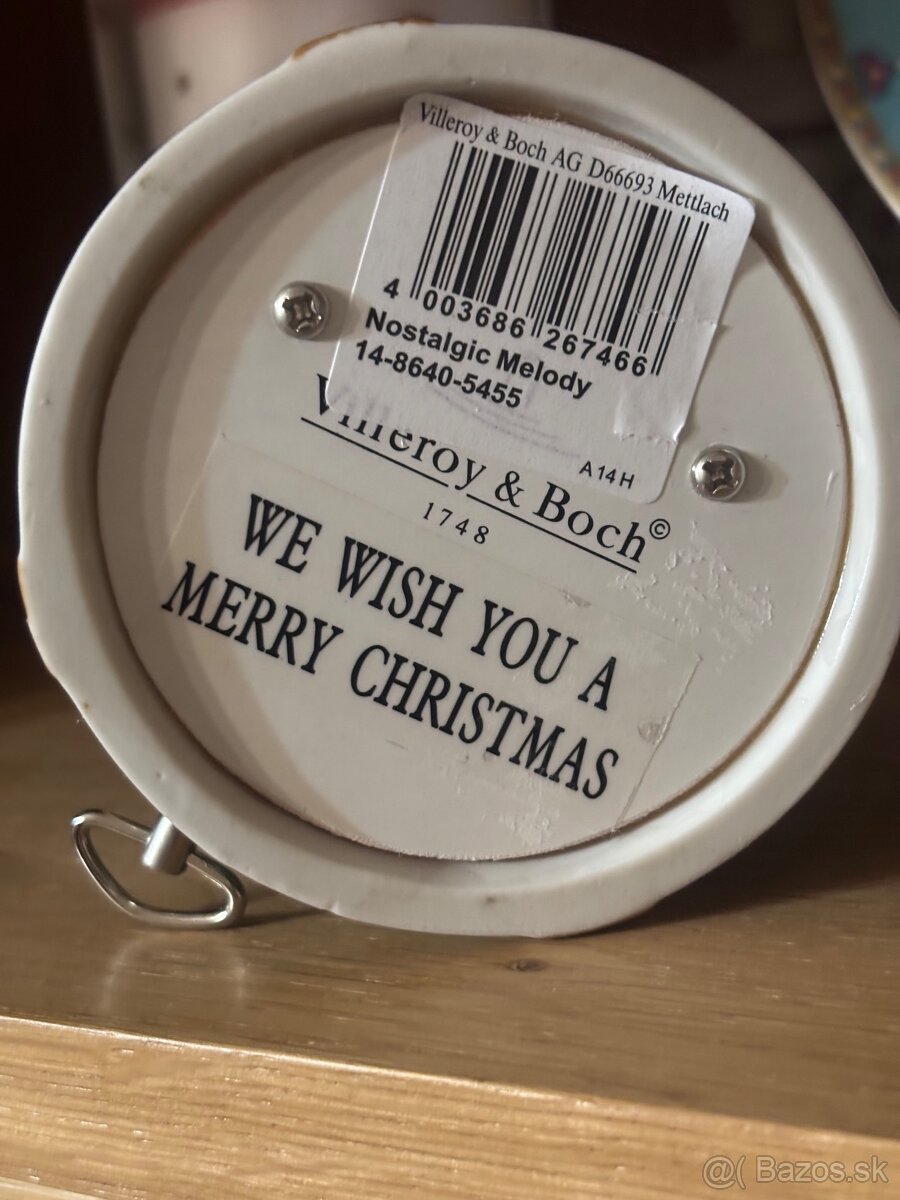 Villeroy & Boch AG D66693 Mettlach
4 003686 267466
Nostalgic Melody
14-8640-5455
A14H
Villeroy & Boch©
1748
WE WISH YOU A
MERRY CHRISTMAS
@( Bazos.sk